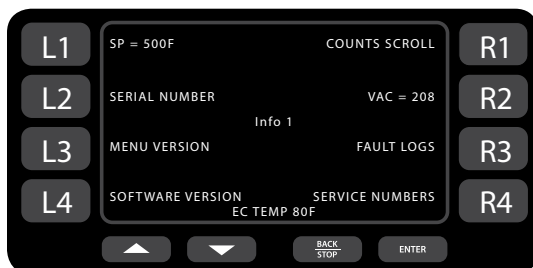 L1 SP = 500F COUNTS SCROLL R1
L2 SERIAL NUMBER VAC = 208 R2
Info 1
L3 MENU VERSION FAULT LOGS R3
L4 SOFTWARE VERSION SERVICE NUMBERS R4
EC TEMP 80F
BACK
STOP
ENTER